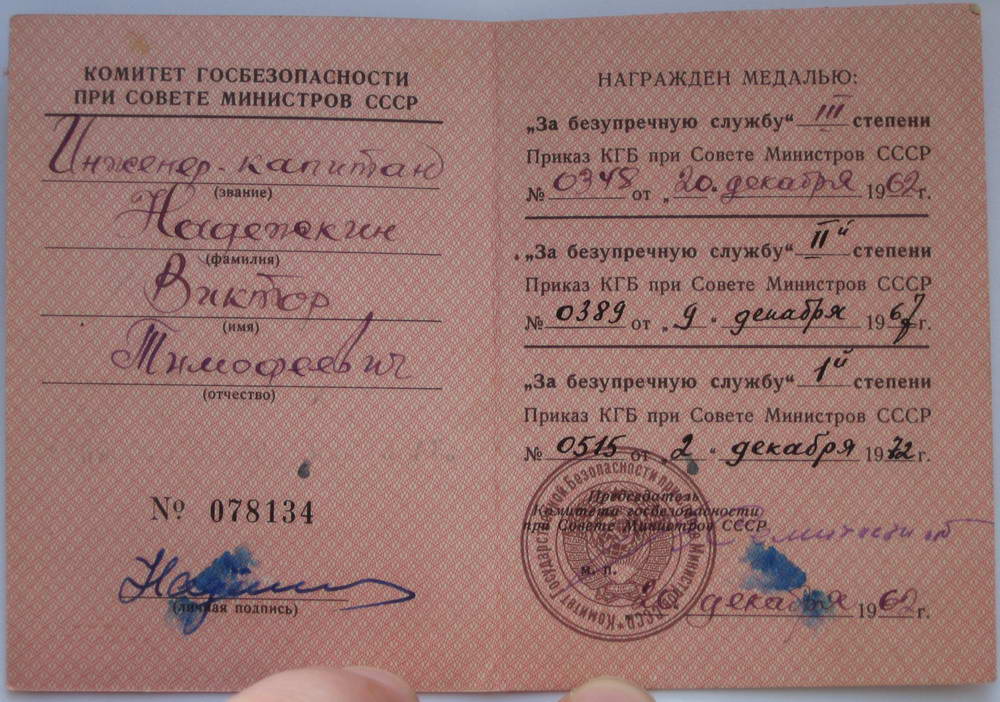 КОМИТЕТ ГОСБЕЗОПАСНОСТИ
ПРИ СОВЕТЕ МИНИСТРОВ СССР
Инженер-капитан
(звание)
Надежкин
(фамилия)
Виктор
(имя)
Тимофеевич
(отчество)
№ 078134
(личная подпись)
НАГРАЖДЕН МЕДАЛЬЮ:
„За безупречную службу“ III степени
Приказ КГБ при Совете Министров СССР
№ 0348 от „20“ декабря 1962 г.
„За безупречную службу“ IIй степени
Приказ КГБ при Совете Министров СССР
№ 0389 от „9“ декабря 1967 г.
„За безупречную службу“ 1й степени
Приказ КГБ при Совете Министров СССР
№ 0515 от „2“ декабря 1972 г.
Председатель
Комитета госбезопасности
при Совете Министров СССР
м. п.
20 декабря 1962 г.